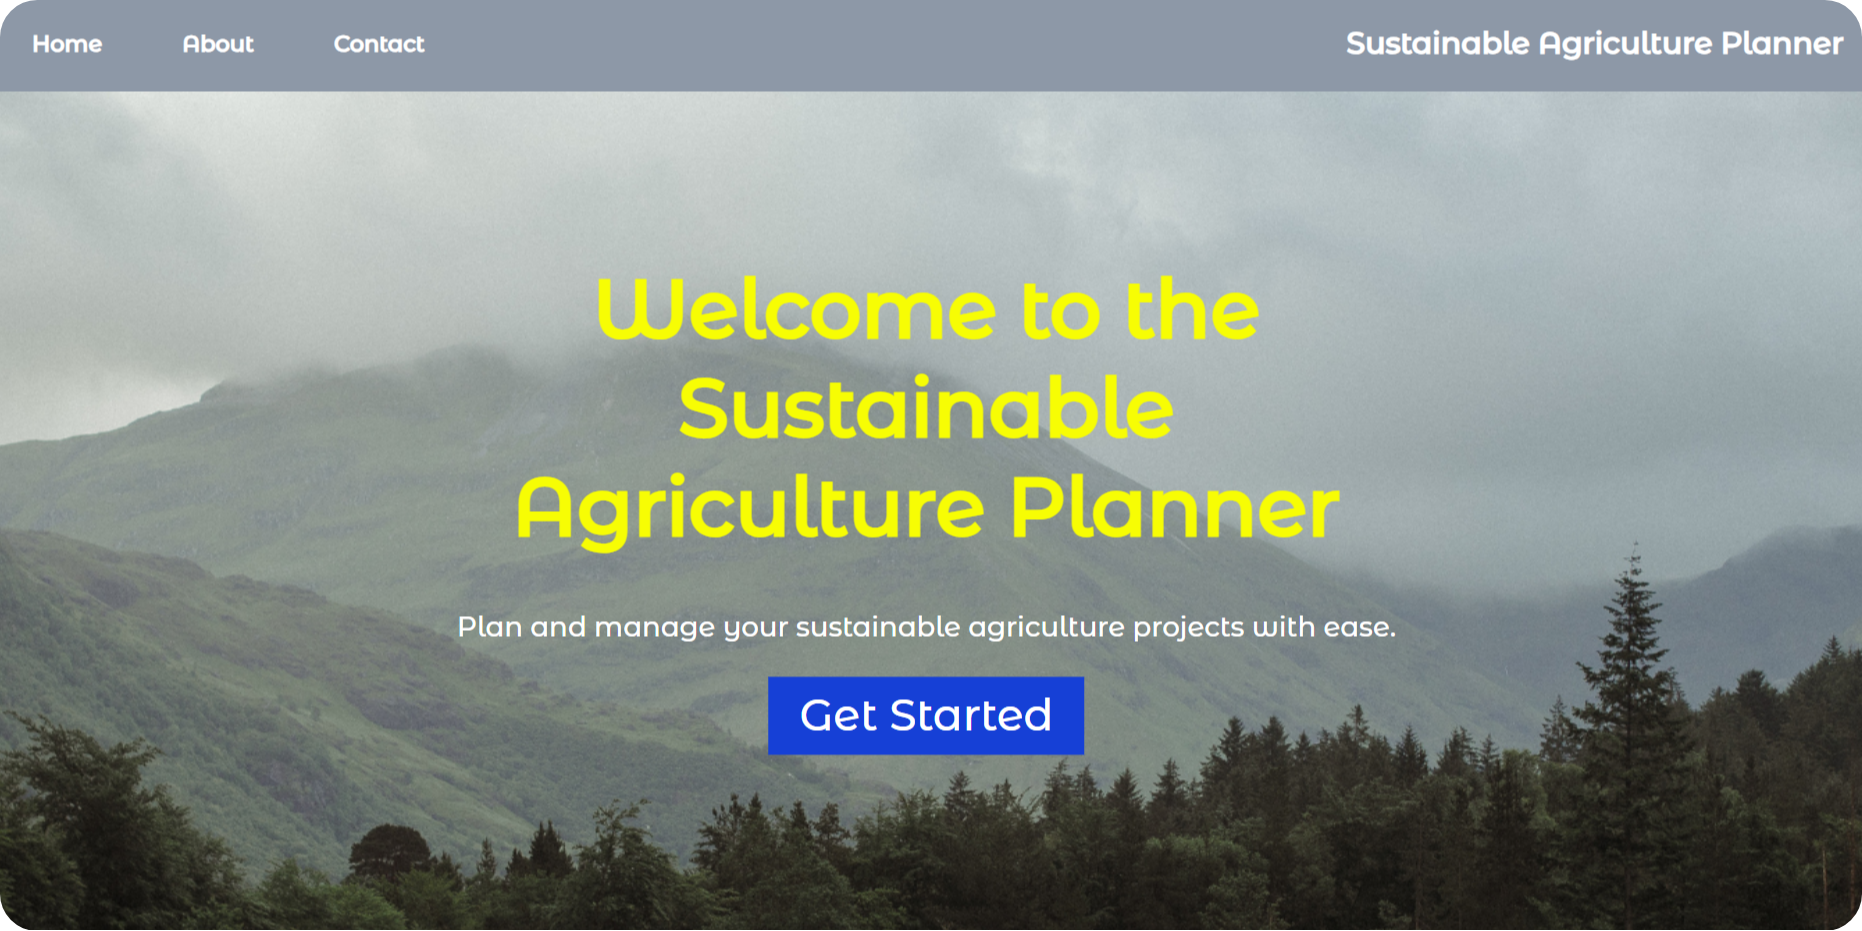 Home About Contact Sustainable Agriculture Planner
Welcome to the
Sustainable
Agriculture Planner
Plan and manage your sustainable agriculture projects with ease.
Get Started